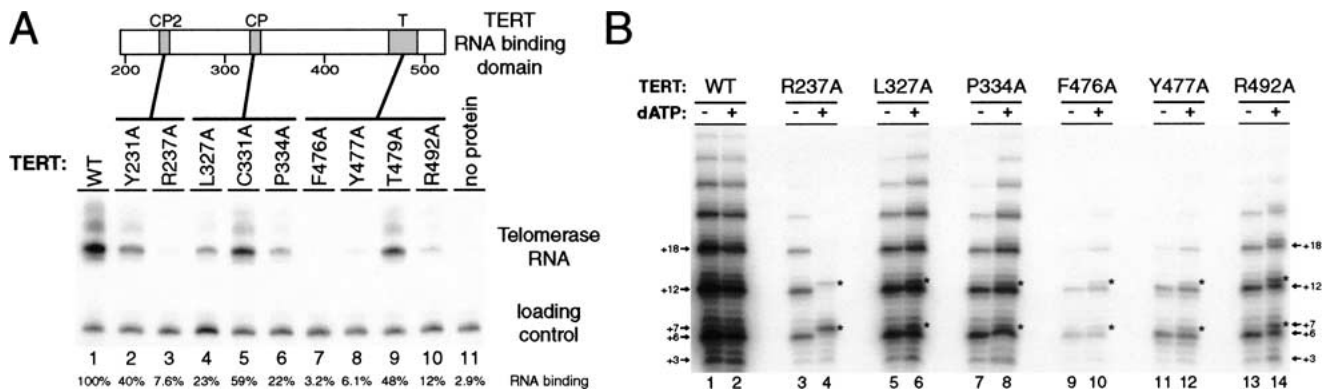 A
CP2 CP T
TERT
RNA binding
domain
200 300 400 500
TERT: WT Y231A R237A L327A C331A P334A F476A Y477A T479A R492A no protein
Telomerase
RNA
loading
control
1 2 3 4 5 6 7 8 9 10 11
100% 40% 7.6% 23% 59% 22% 3.2% 6.1% 48% 12% 2.9% RNA binding
B
TERT: WT R237A L327A P334A F476A Y477A R492A
dATP: - + - + - + - + - + - + - +
+18 +18
* * * * * *
+12 +12
+7 * * * * * * +7
+6 +6
+3 +3
1 2 3 4 5 6 7 8 9 10 11 12 13 14